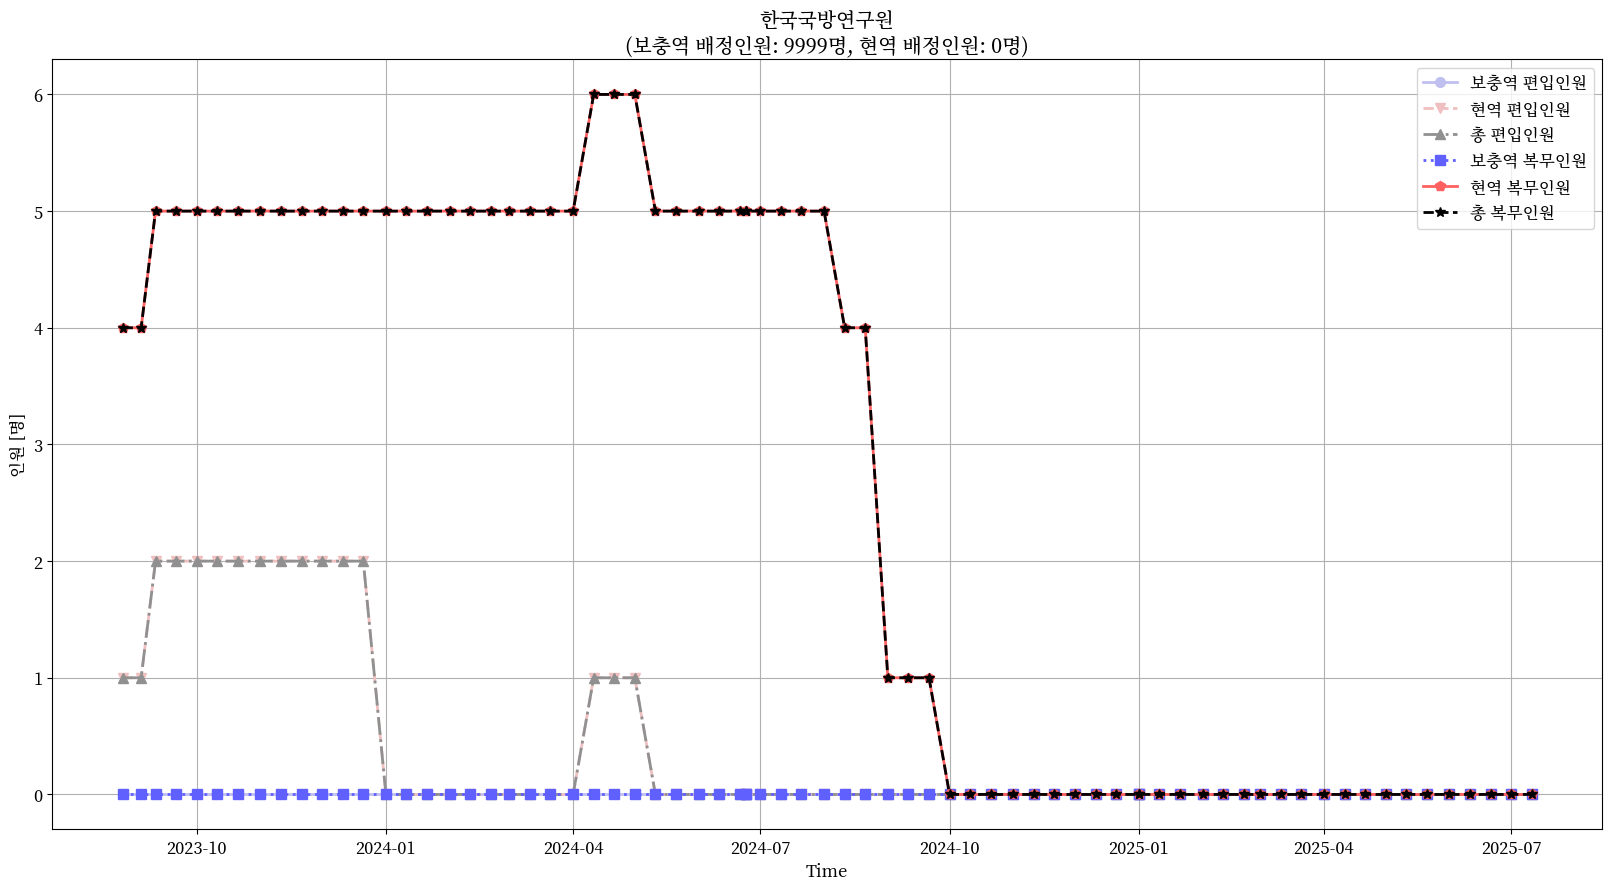 한국국방연구원
(보충역 배정인원: 9999명, 현역 배정인원: 0명)
보충역 편입인원
현역 편입인원
총 편입인원
보충역 복무인원
현역 복무인원
총 복무인원
인원 [명]
6
5
4
3
2
1
0
2023-10
2024-01
2024-04
2024-07
2024-10
2025-01
2025-04
2025-07
Time